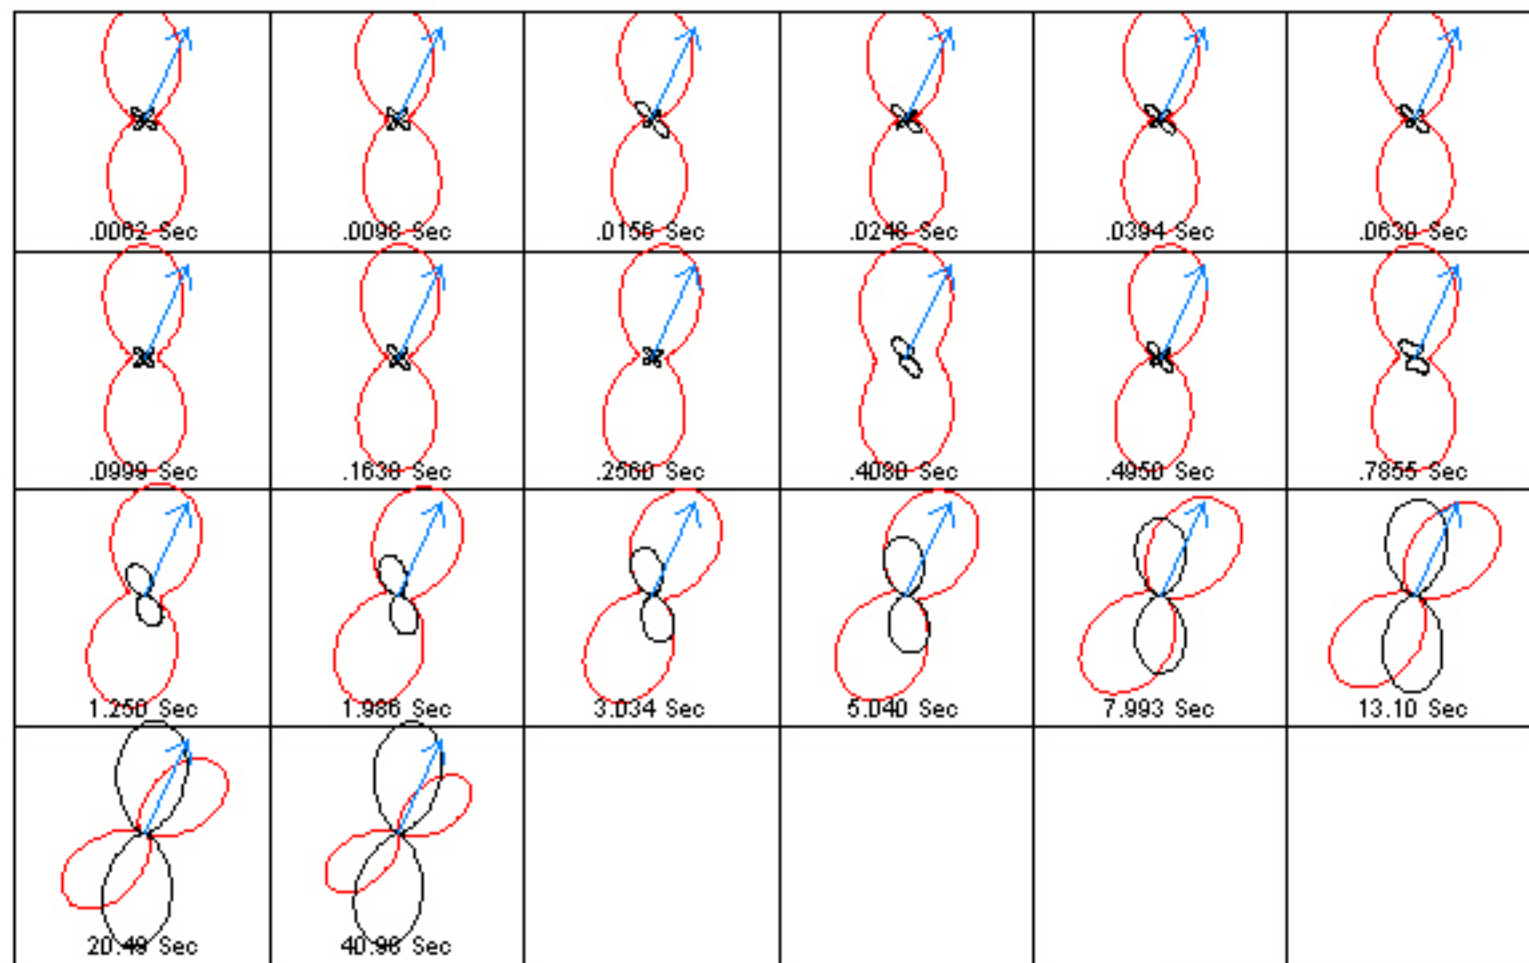 .0062 Sec
.0098 Sec
.0156 Sec
.0248 Sec
.0394 Sec
.0630 Sec
.0999 Sec
.1638 Sec
.2560 Sec
.4080 Sec
.4950 Sec
.7855 Sec
1.250 Sec
1.986 Sec
3.034 Sec
5.040 Sec
7.993 Sec
13.10 Sec
20.49 Sec
40.96 Sec